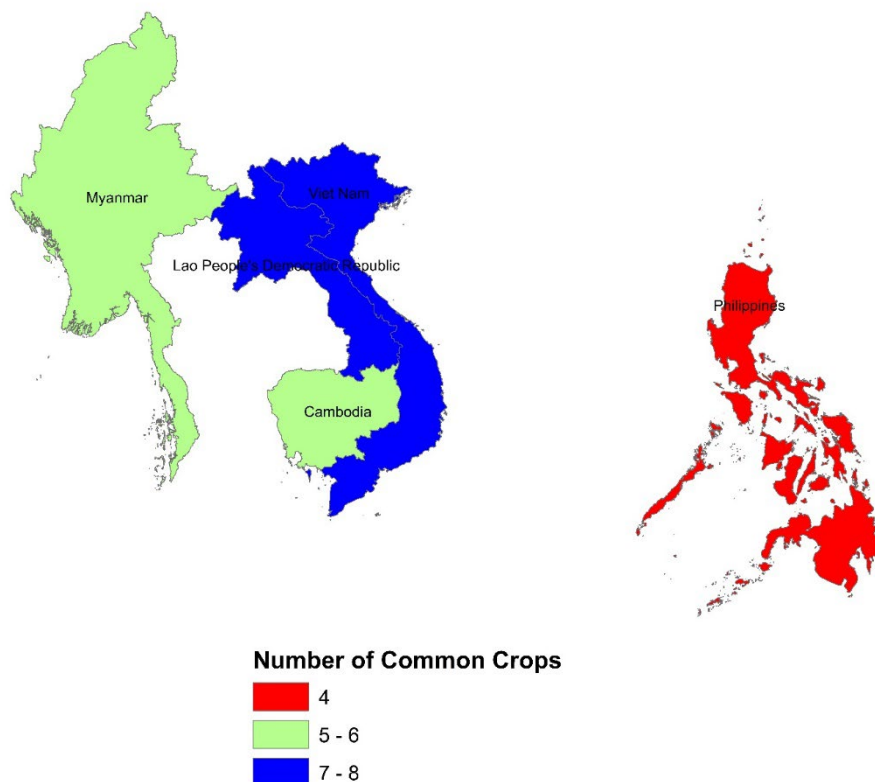 Myanmar
Viet Nam
Lao People's Democratic Republic
Philippines
Cambodia
Number of Common Crops
4
5 - 6
7 - 8